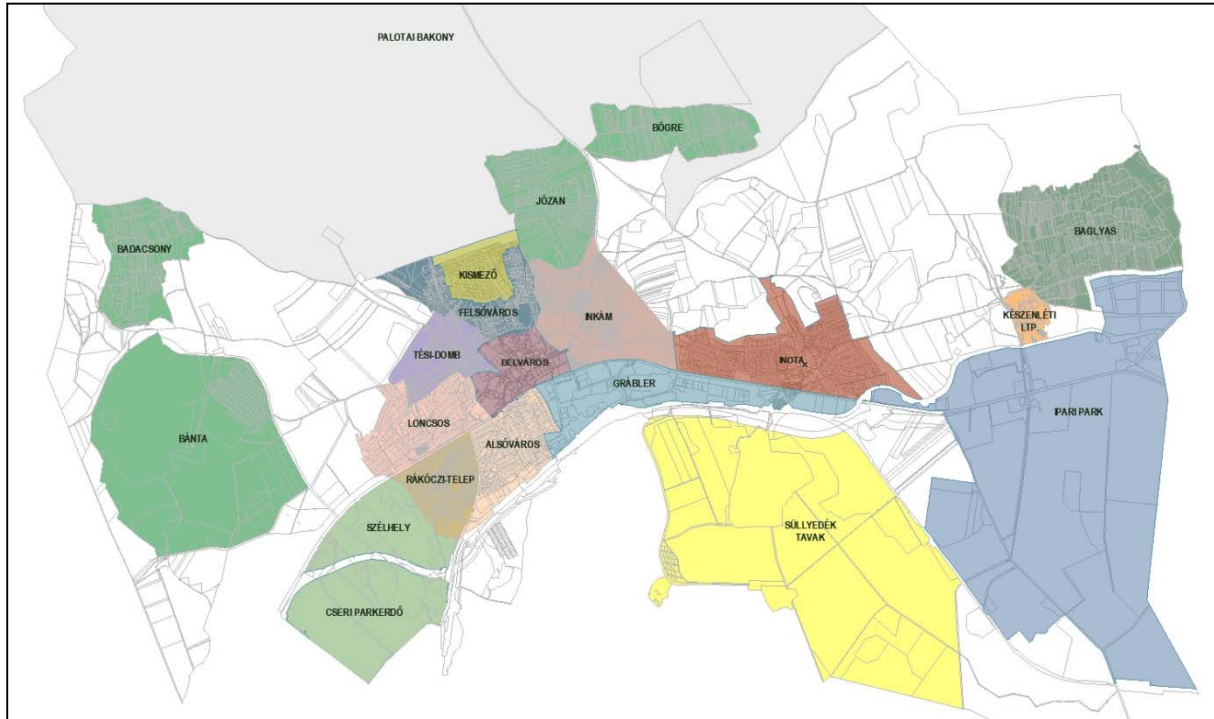 PALOTAI BAKONY
BÖGRE
JÓZAN
BADACSONY
BAGLYAS
KISMEZŐ
FELSŐVÁROS
INKÁM
KÉSZENLÉTI
LTP.
TÉSI-DOMB
BELVÁROS
INOTA
GRÁBLER
LONCSOS
IPARI PARK
BÁNTA
ALSÓVÁROS
RÁKÓCZI-TELEP
SZÉLHELY
SÜLLYEDÉK
TAVAK
CSERI PARKERDŐ